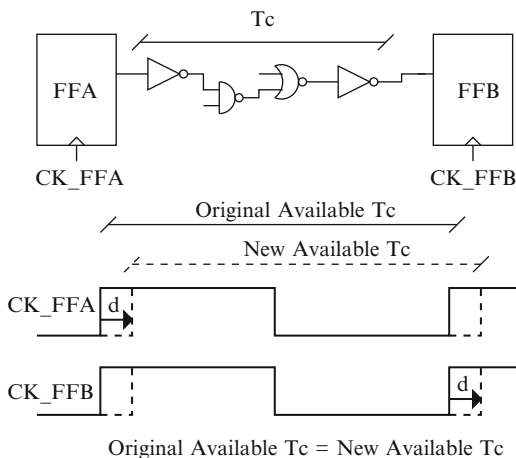 Tc
FFA
FFB
CK_FFA
CK_FFB
Original Available Tc
New Available Tc
CK_FFA
d
CK_FFB
d
Original Available Tc = New Available Tc